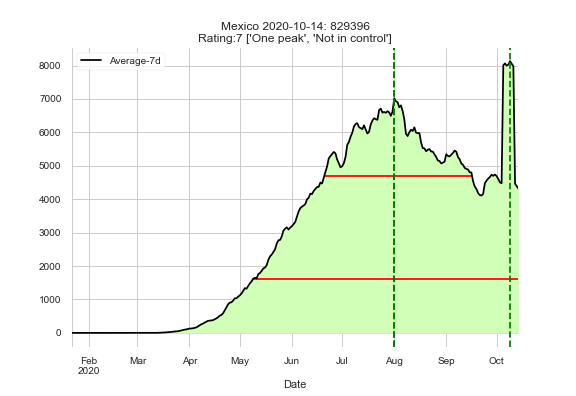 Mexico 2020-10-14: 829396
Rating:7 ['One peak', 'Not in control']
Average-7d
8000
7000
6000
5000
4000
3000
2000
1000
0
Feb Mar Apr May Jun Jul Aug Sep Oct
2020
Date